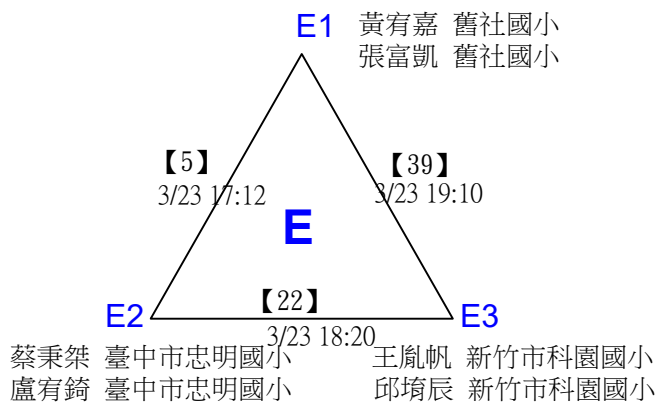 E1
黃宥嘉 舊社國小
張富凱 舊社國小
【5】
3/23 17:12
【39】
3/23 19:10
E
【22】
3/23 18:20
E2
E3
蔡秉桀 臺中市忠明國小
盧宥錡 臺中市忠明國小
王胤帆 新竹市科園國小
邱堉辰 新竹市科園國小